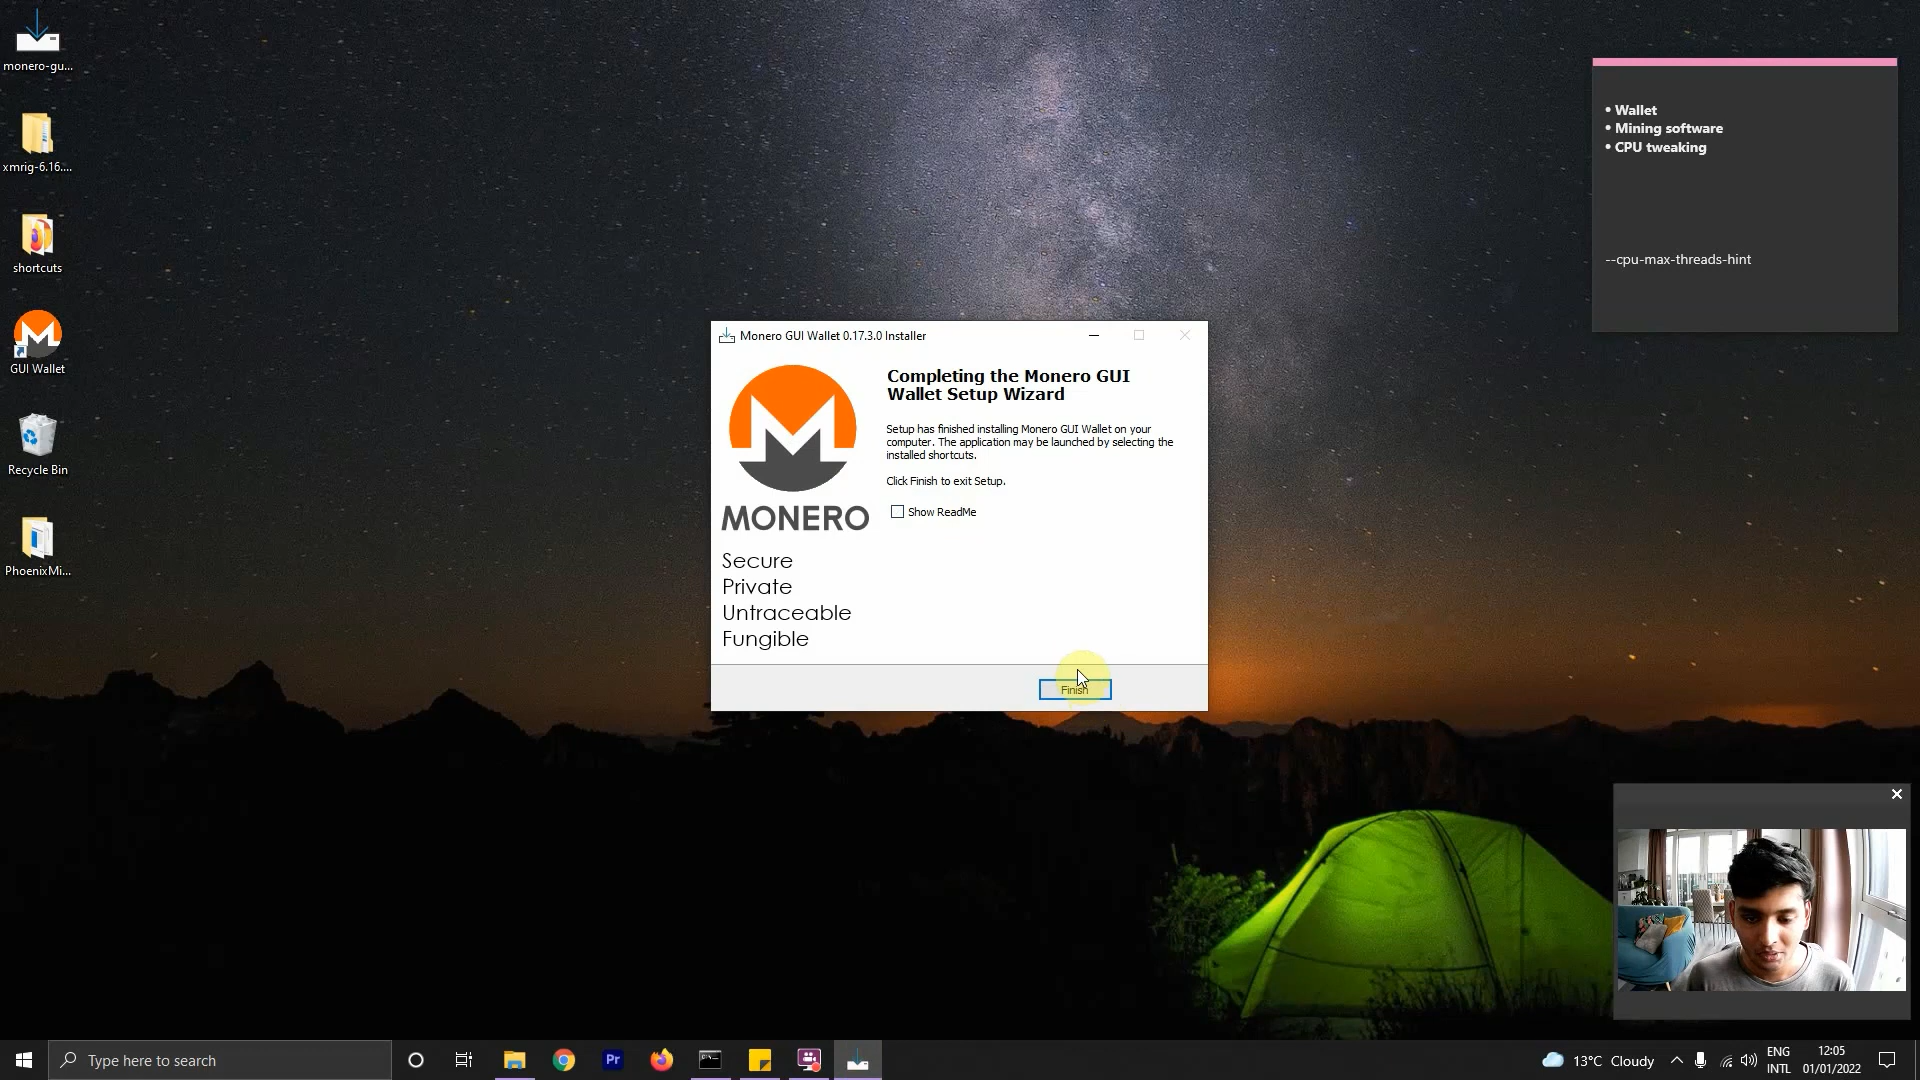 monero-gu...
xmrig-6.16....
shortcuts
GUI Wallet
Recycle Bin
PhoenixMi...
• Wallet
• Mining software
• CPU tweaking
--cpu-max-threads-hint
Monero GUI Wallet 0.17.3.0 Installer
MONERO
Secure
Private
Untraceable
Fungible
Completing the Monero GUI
Wallet Setup Wizard
Setup has finished installing Monero GUI Wallet on your
computer. The application may be launched by selecting the
installed shortcuts.
Click Finish to exit Setup.
Show ReadMe
Finish
Type here to search
Pr
13°C Cloudy
ENG
INTL
12:05
01/01/2022